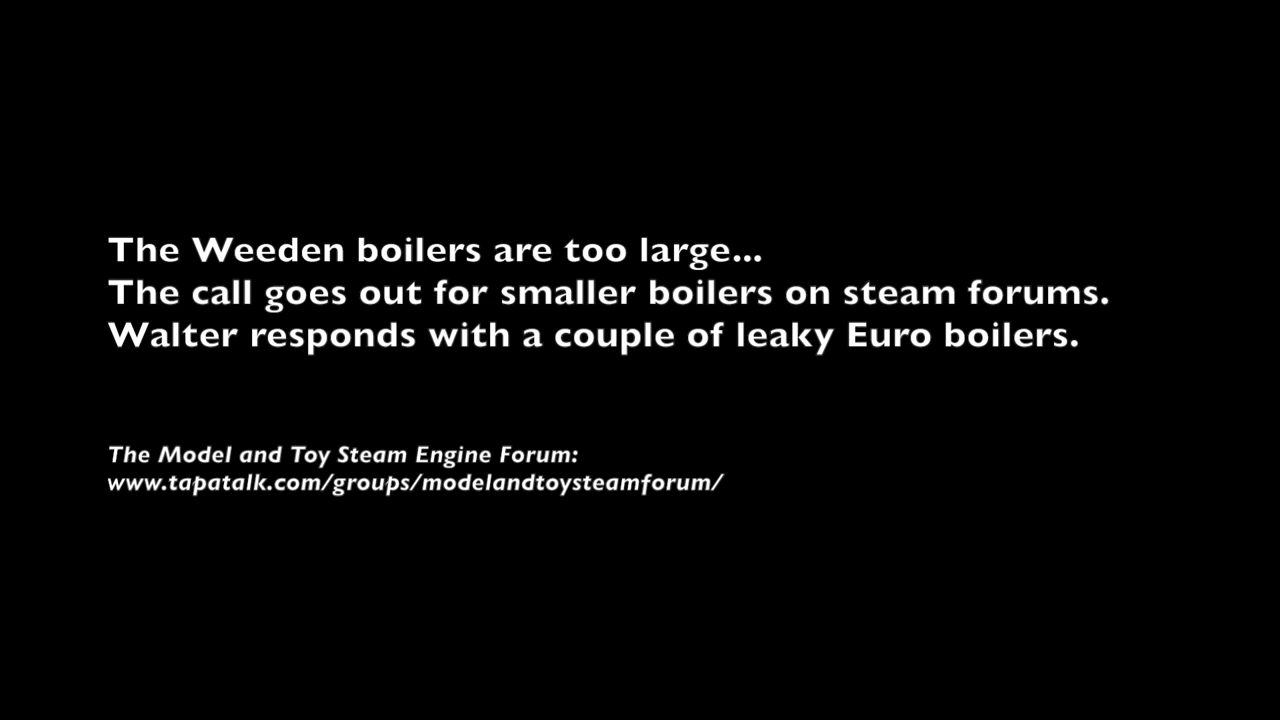 The Weeden boilers are too large...
The call goes out for smaller boilers on steam forums.
Walter responds with a couple of leaky Euro boilers.
The Model and Toy Steam Engine Forum:
www.tapatalk.com/groups/modelandtoysteamforum/